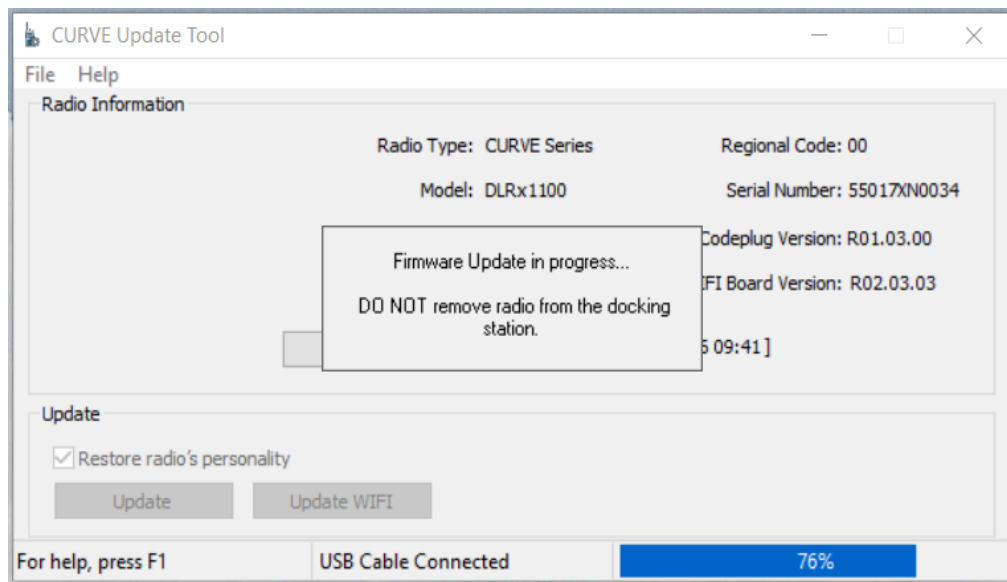 CURVE Update Tool
File Help
Radio Information
Radio Type: CURVE Series
Regional Code: 00
Model: DLRx1100
Serial Number: 55017XN0034
Codeplug Version: R01.03.00
Board Version: R02.03.03
09:41]
Firmware Update in progress...
DO NOT remove radio from the docking
station.
Update
Restore radio's personality
Update
Update WIFI
For help, press F1
USB Cable Connected
76%